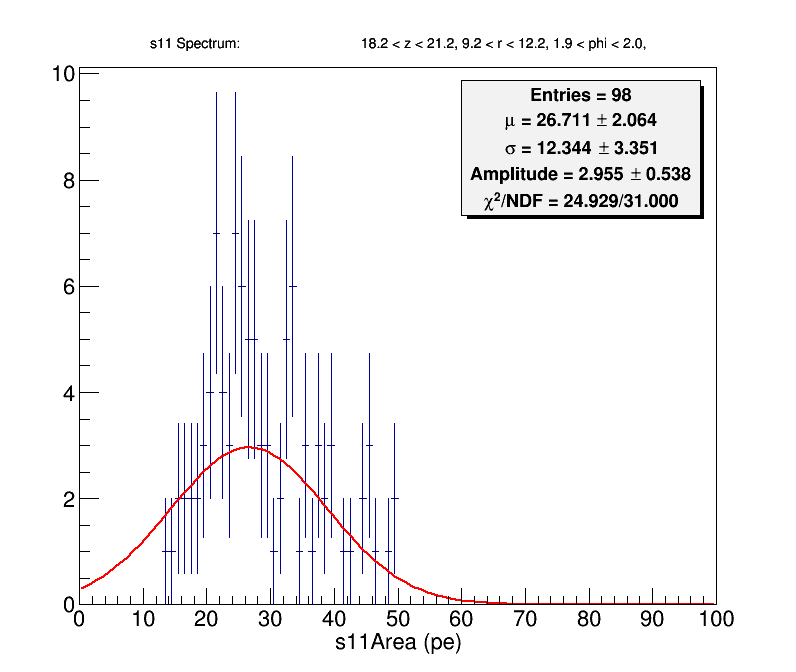 s11 Spectrum: 18.2 < z < 21.2, 9.2 < r < 12.2, 1.9 < phi < 2.0,
Entries = 98
μ = 26.711 ± 2.064
σ = 12.344 ± 3.351
Amplitude = 2.955 ± 0.538
χ²/NDF = 24.929/31.000
10
8
6
4
2
0
0 10 20 30 40 50 60 70 80 90 100
s11Area (pe)